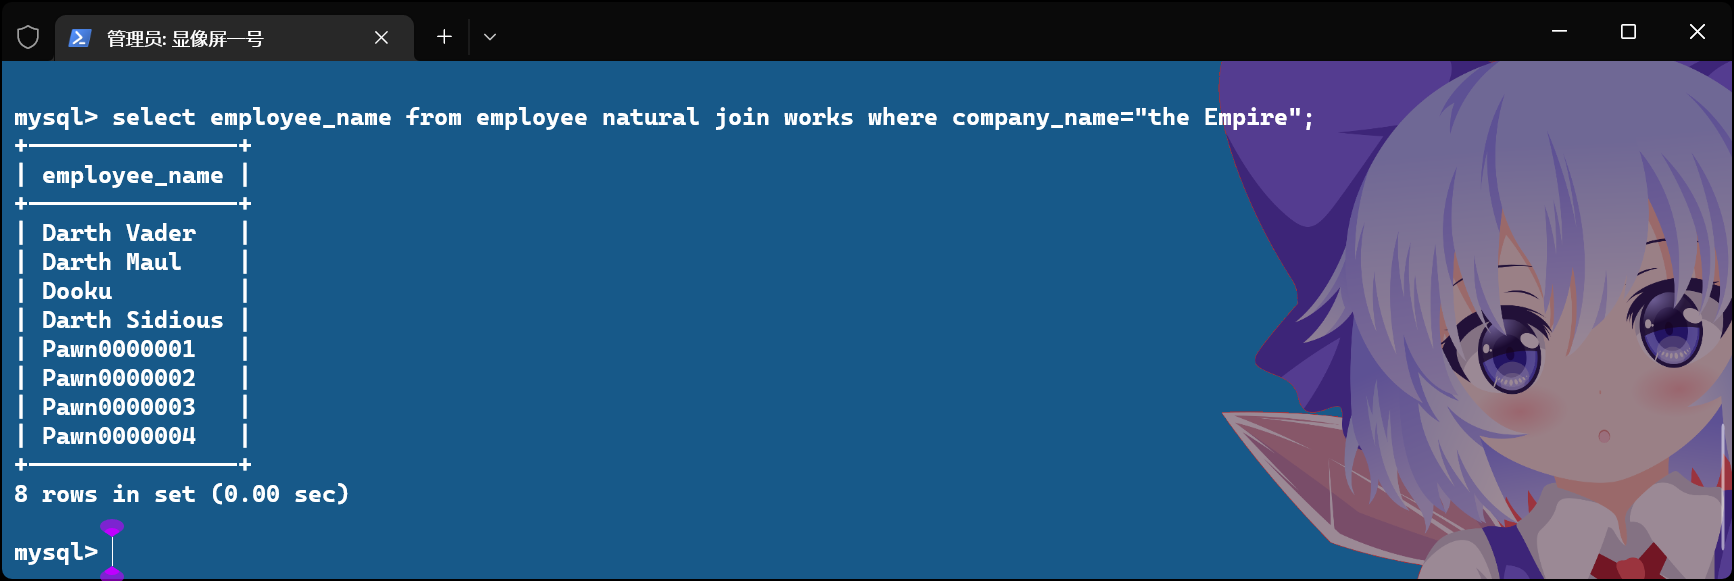 管理员: 显像屏一号
mysql> select employee_name from employee natural join works where company_name="the Empire";
+---------------+
| employee_name |
+---------------+
| Darth Vader   |
| Darth Maul    |
| Dooku         |
| Darth Sidious |
| Pawn0000001   |
| Pawn0000002   |
| Pawn0000003   |
| Pawn0000004   |
+---------------+
8 rows in set (0.00 sec)
mysql>